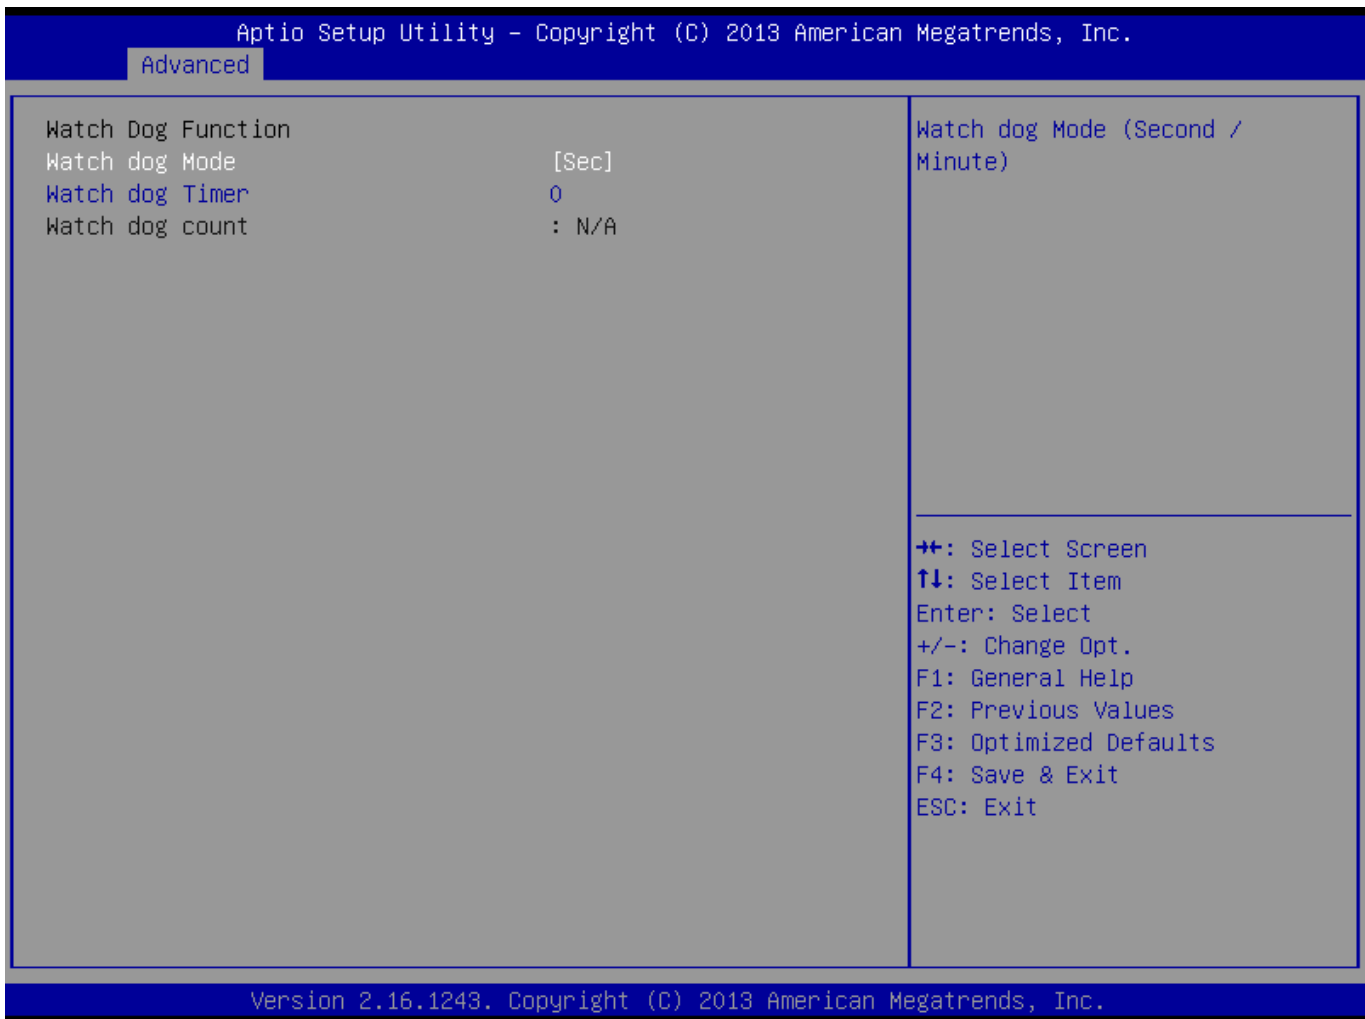 Aptio Setup Utility – Copyright (C) 2013 American Megatrends, Inc.
Advanced
Watch Dog Function
Watch dog Mode [Sec]
Watch dog Timer 0
Watch dog count : N/A
Watch dog Mode (Second /
Minute)
→←: Select Screen
↑↓: Select Item
Enter: Select
+/-: Change Opt.
F1: General Help
F2: Previous Values
F3: Optimized Defaults
F4: Save & Exit
ESC: Exit
Version 2.16.1243. Copyright (C) 2013 American Megatrends, Inc.